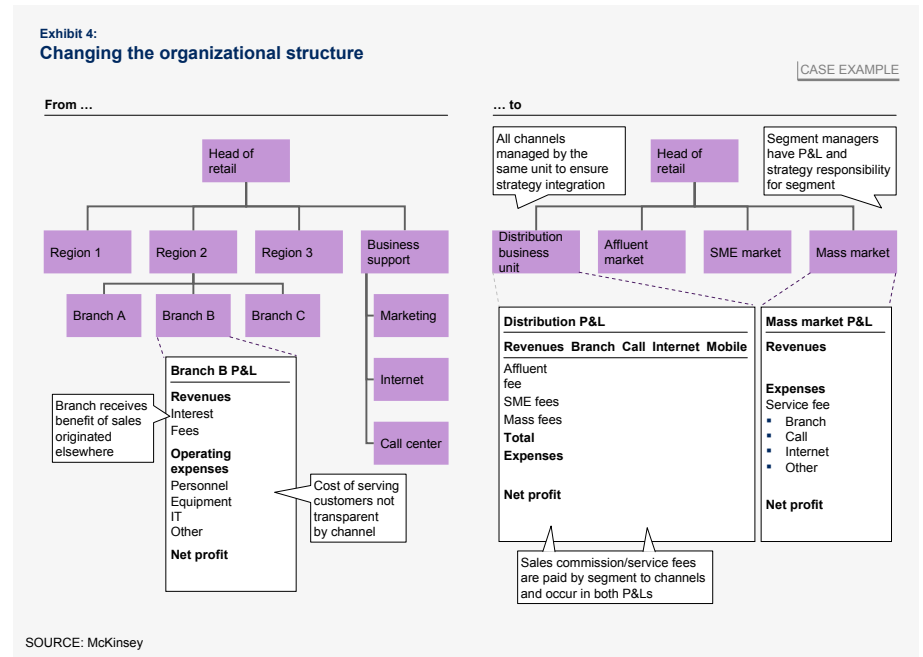 Exhibit 4:
Changing the organizational structure
CASE EXAMPLE
From …
Head of
retail
Region 1
Region 2
Region 3
Business
support
Branch A
Branch B
Branch C
Marketing
Internet
Call center
Branch B P&L
Revenues
Interest
Fees
Operating
expenses
Personnel
Equipment
IT
Other
Net profit
Branch receives
benefit of sales
originated
elsewhere
Cost of serving
customers not
transparent
by channel
… to
All channels
managed by the
same unit to ensure
strategy integration
Head of
retail
Segment managers
have P&L and
strategy responsibility
for segment
Distribution
business
unit
Affluent
market
SME market
Mass market
Distribution P&L
Revenues Branch Call Internet Mobile
Affluent
fee
SME fees
Mass fees
Total
Expenses
Net profit
Mass market P&L
Revenues
Expenses
Service fee
▪ Branch
▪ Call
▪ Internet
▪ Other
Net profit
Sales commission/service fees
are paid by segment to channels
and occur in both P&Ls
SOURCE: McKinsey